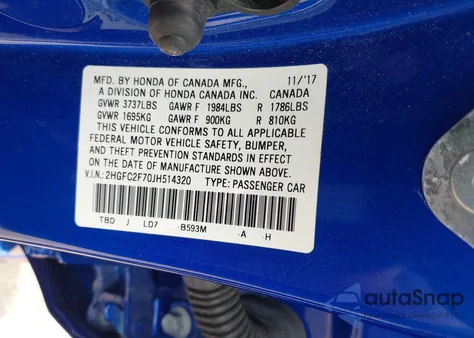 MFD. BY HONDA OF CANADA MFG., 11/'17
A DIVISION OF HONDA CANADA INC. CANADA
GVWR 3737LBS GAWR F 1984LBS R 1786LBS
GVWR 1695KG GAWR F 900KG R 810KG
THIS VEHICLE CONFORMS TO ALL APPLICABLE
FEDERAL MOTOR VEHICLE SAFETY, BUMPER,
AND THEFT PREVENTION STANDARDS IN EFFECT
ON THE DATE OF MANUFACTURE SHOWN ABOVE.
V.I.N.: 2HGFC2F70JH514320 TYPE: PASSENGER CAR
TBD J LD7 -B593M -A -H
autoSnap